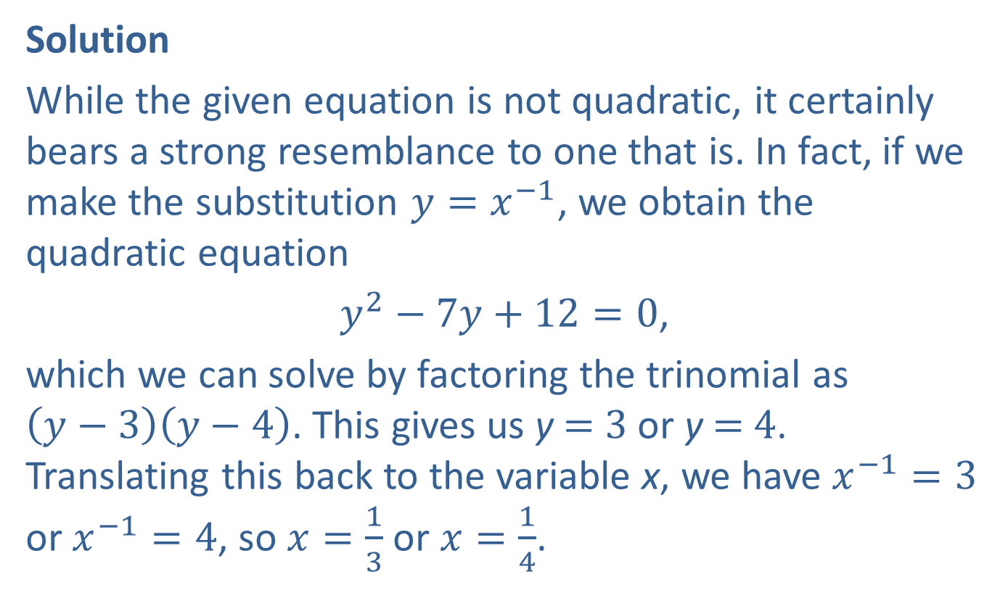 Solution
While the given equation is not quadratic, it certainly
bears a strong resemblance to one that is. In fact, if we
make the substitution y = x⁻¹, we obtain the
quadratic equation
y² − 7y + 12 = 0,
which we can solve by factoring the trinomial as
(y − 3)(y − 4). This gives us y = 3 or y = 4.
Translating this back to the variable x, we have x⁻¹ = 3
or x⁻¹ = 4, so x = 1/3 or x = 1/4.